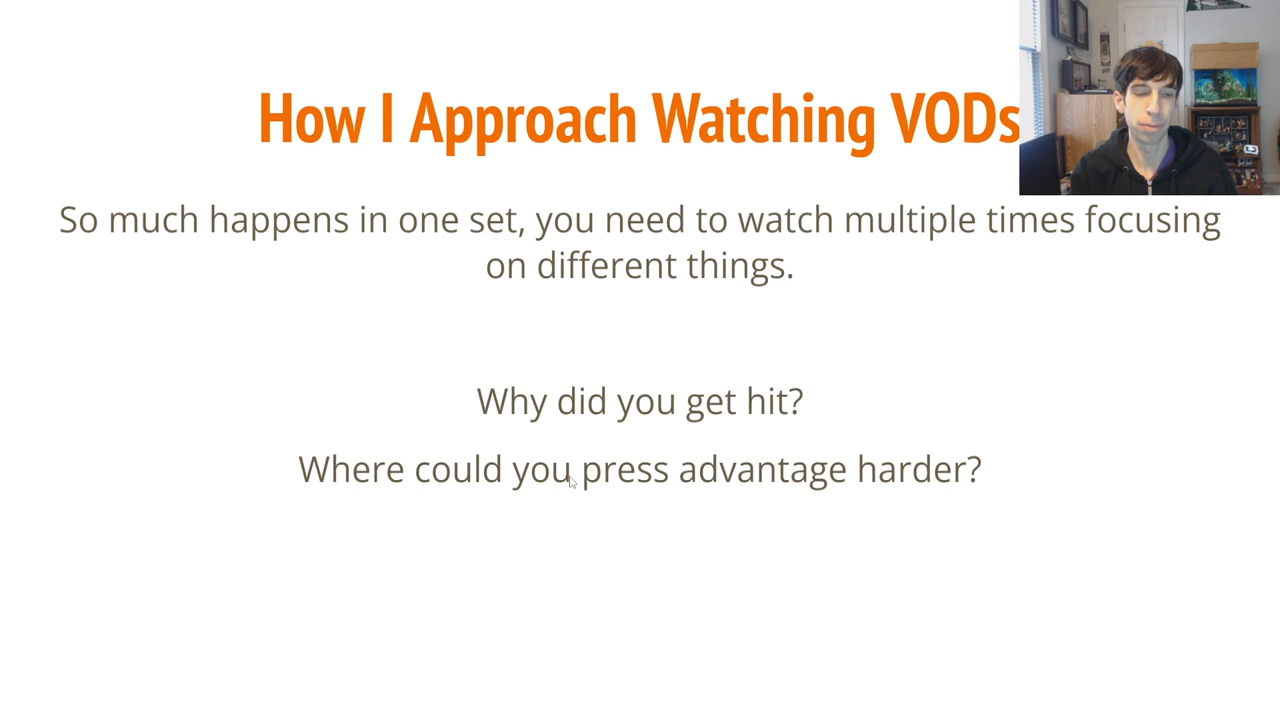 How I Approach Watching VODs
So much happens in one set, you need to watch multiple times focusing
on different things.
Why did you get hit?
Where could you press advantage harder?